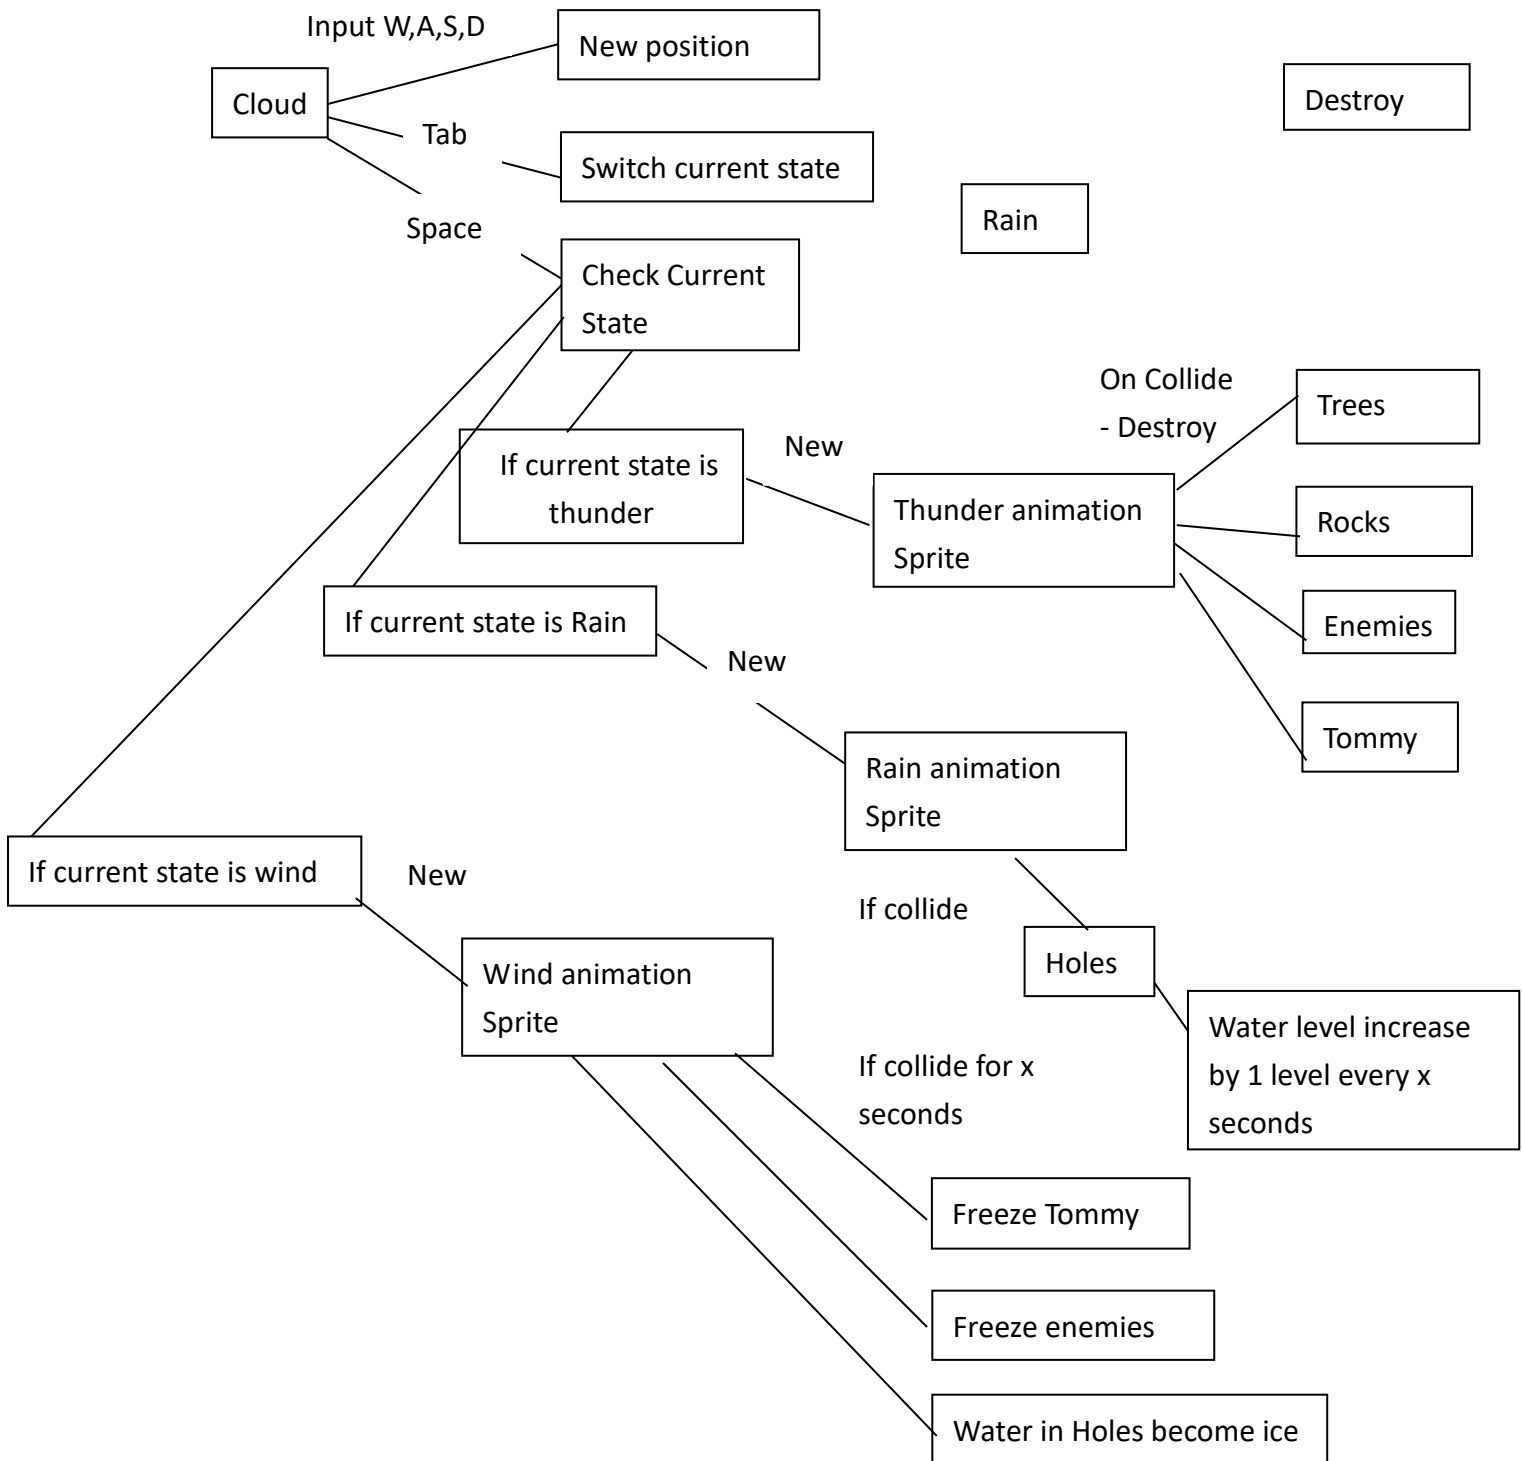 Input W,A,S,D
New position
Cloud
Destroy
Tab
Switch current state
Rain
Space
Check Current
State
On Collide
- Destroy
Trees
If current state is
thunder
New
Thunder animation
Sprite
Rocks
Enemies
If current state is Rain
New
Tommy
Rain animation
Sprite
If current state is wind
New
If collide
Holes
Wind animation
Sprite
Water level increase
by 1 level every x
seconds
If collide for x
seconds
Freeze Tommy
Freeze enemies
Water in Holes become ice